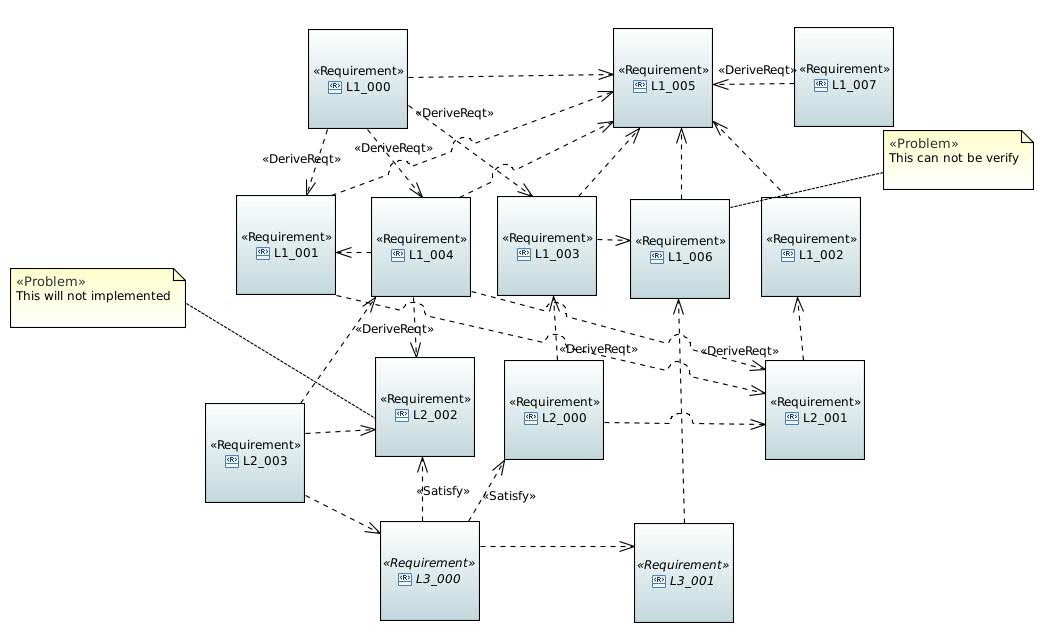 «Requirement»
L1_000
«Requirement»
L1_005
«DeriveReqt»
«Requirement»
L1_007
«DeriveReqt»
«DeriveReqt»
«DeriveReqt»
«Problem»
This can not be verify
«Requirement»
L1_001
«Requirement»
L1_004
«Requirement»
L1_003
«Requirement»
L1_006
«Requirement»
L1_002
«Problem»
This will not implemented
«DeriveReqt»
«DeriveReqt»
«DeriveReqt»
«Requirement»
L2_002
«Requirement»
L2_000
«Requirement»
L2_001
«Requirement»
L2_003
«Satisfy»
«Satisfy»
«Requirement»
L3_000
«Requirement»
L3_001